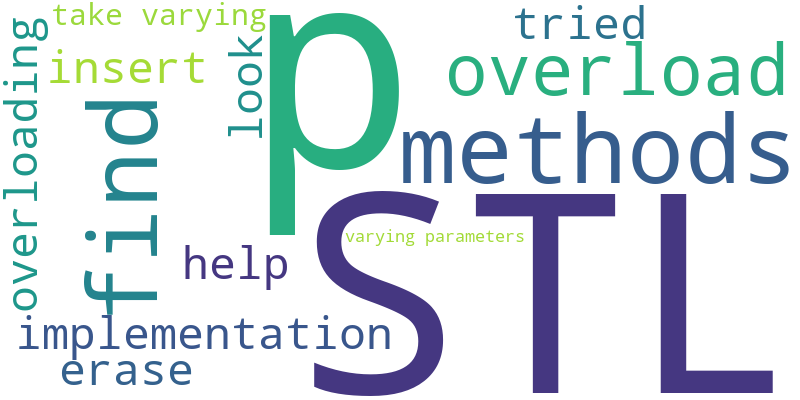 take varying
tried
p
overloading
look
insert
overload
find
methods
STL
varying parameters
help
implementation
erase